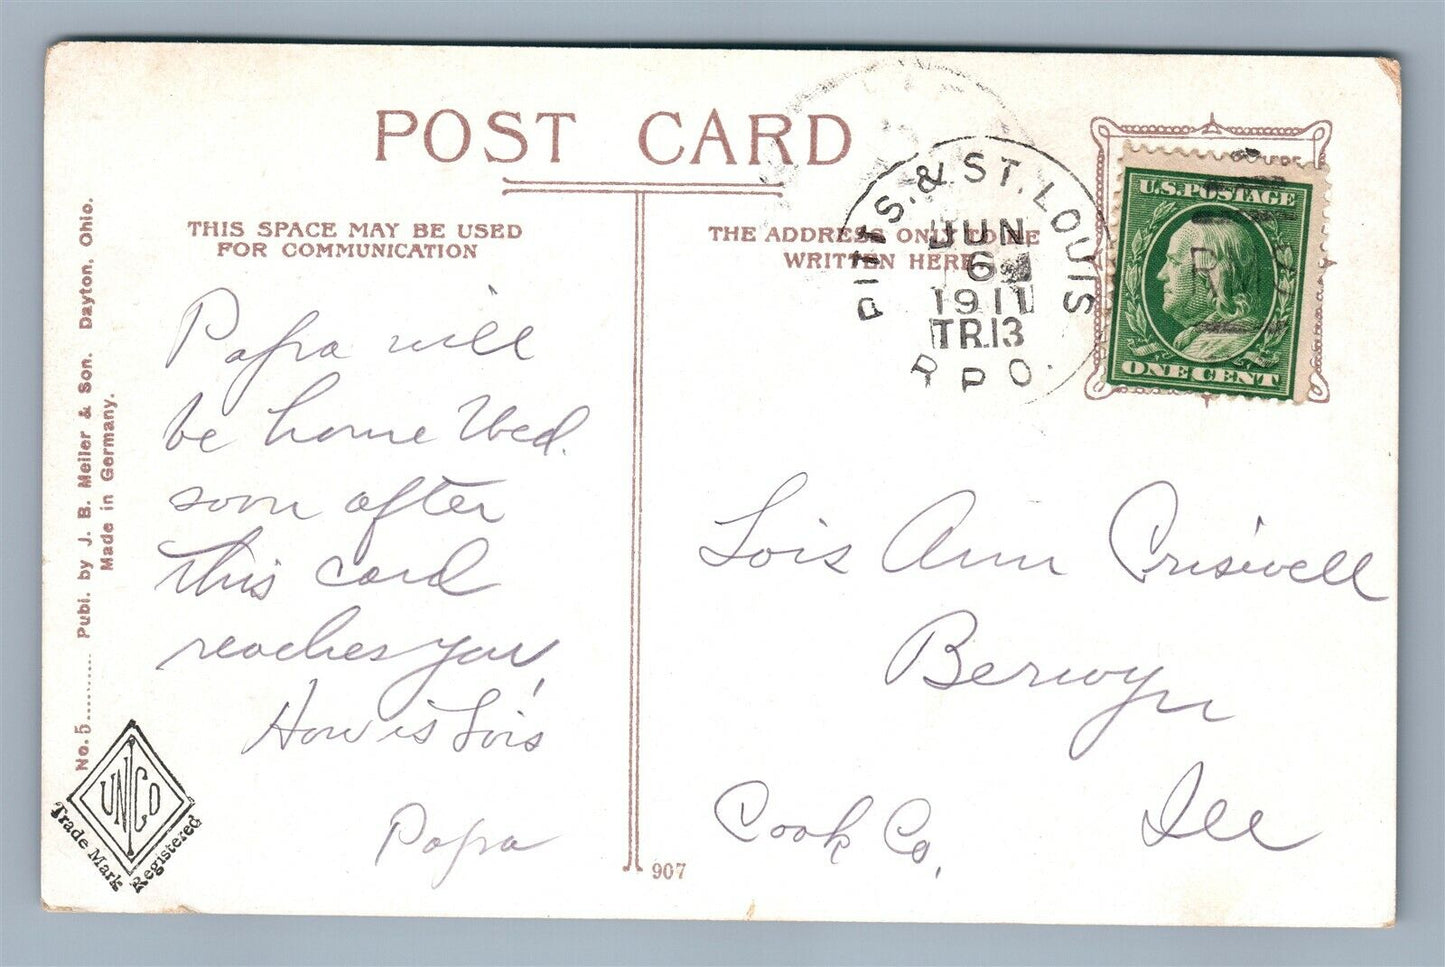 POST CARD
THIS SPACE MAY BE USED
FOR COMMUNICATION
THE ADDRESS ONLY TO BE
WRITTEN HERE
PITTS. & ST. LOUIS
JUN
6
1911
TR.13
R P O.
U.S. POSTAGE
RMS
ONE CENT
Papa will
be home Wed.
soon after
this card
reaches you,
How is Lois
Papa
Lois Ann Criswell
Berwyn
Cook Co. Ill
No. 5 ......... Publ. by J. B. Meiler & Son. Dayton. Ohio.
Made in Germany.
UNCO
Trade Mark Registered
907